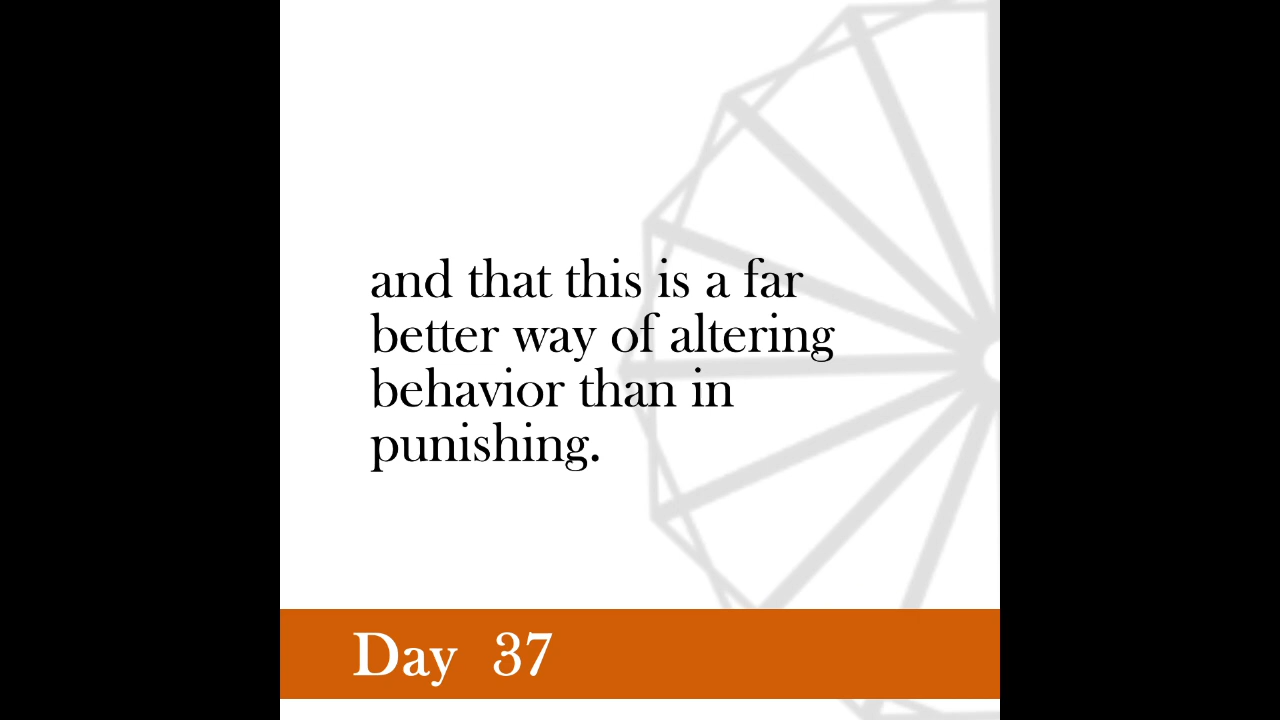 and that this is a far
better way of altering
behavior than in
punishing.
Day 37